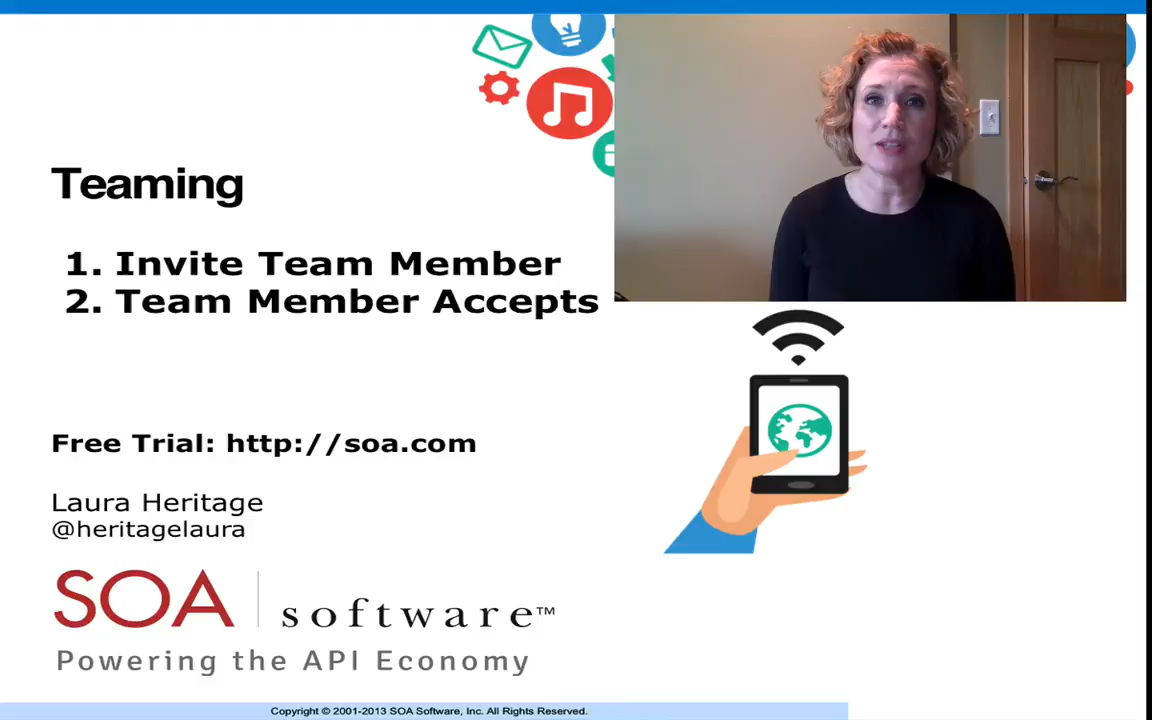 Teaming
1. Invite Team Member
2. Team Member Accepts
Free Trial: http://soa.com
Laura Heritage
@heritagelaura
SOA software™
Powering the API Economy
Copyright © 2001-2013 SOA Software, Inc. All Rights Reserved.